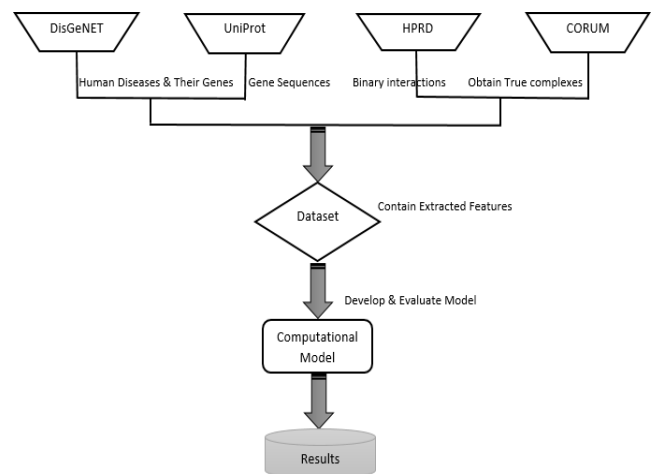 DisGeNET
UniProt
HPRD
CORUM
Human Diseases & Their Genes
Gene Sequences
Binary interactions
Obtain True complexes
Dataset
Contain Extracted Features
Develop & Evaluate Model
Computational
Model
Results